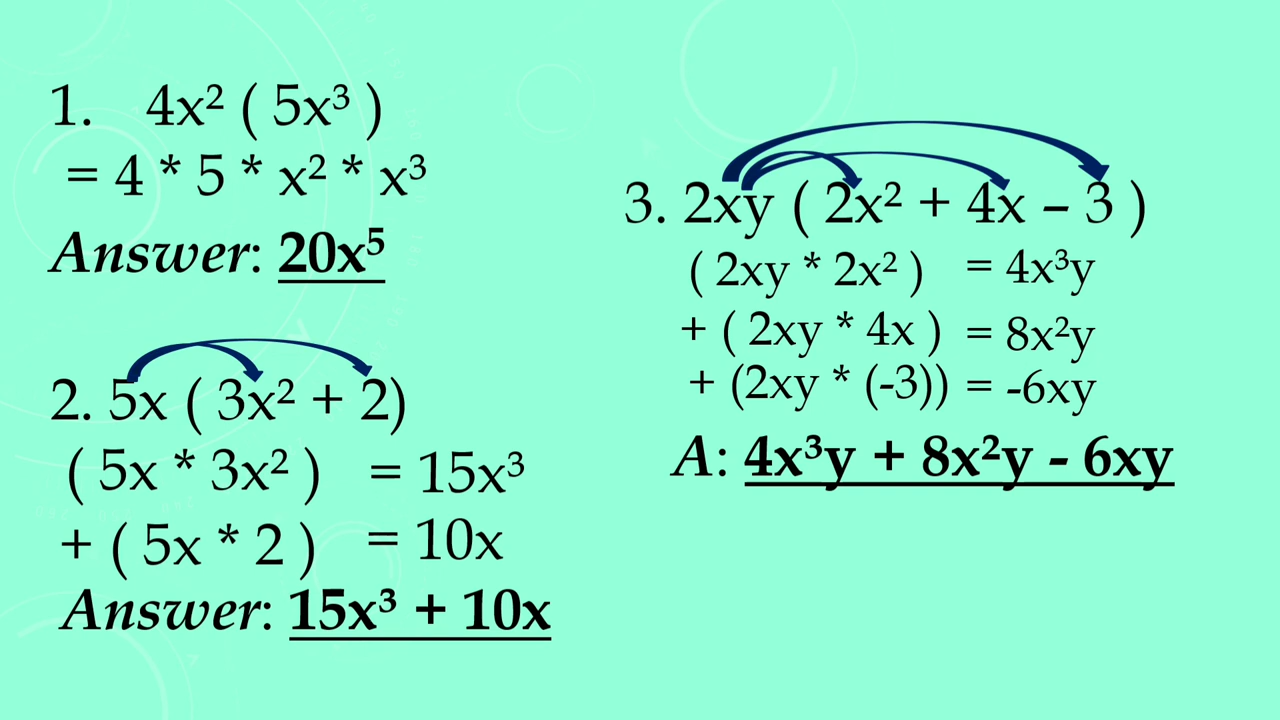 1. 4x² ( 5x³ )
= 4 * 5 * x² * x³
Answer: 20x⁵
2. 5x ( 3x² + 2)
( 5x * 3x² ) = 15x³
+ ( 5x * 2 ) = 10x
Answer: 15x³ + 10x
3. 2xy ( 2x² + 4x – 3 )
( 2xy * 2x² ) = 4x³y
+ ( 2xy * 4x ) = 8x²y
+ (2xy * (-3)) = -6xy
A: 4x³y + 8x²y - 6xy